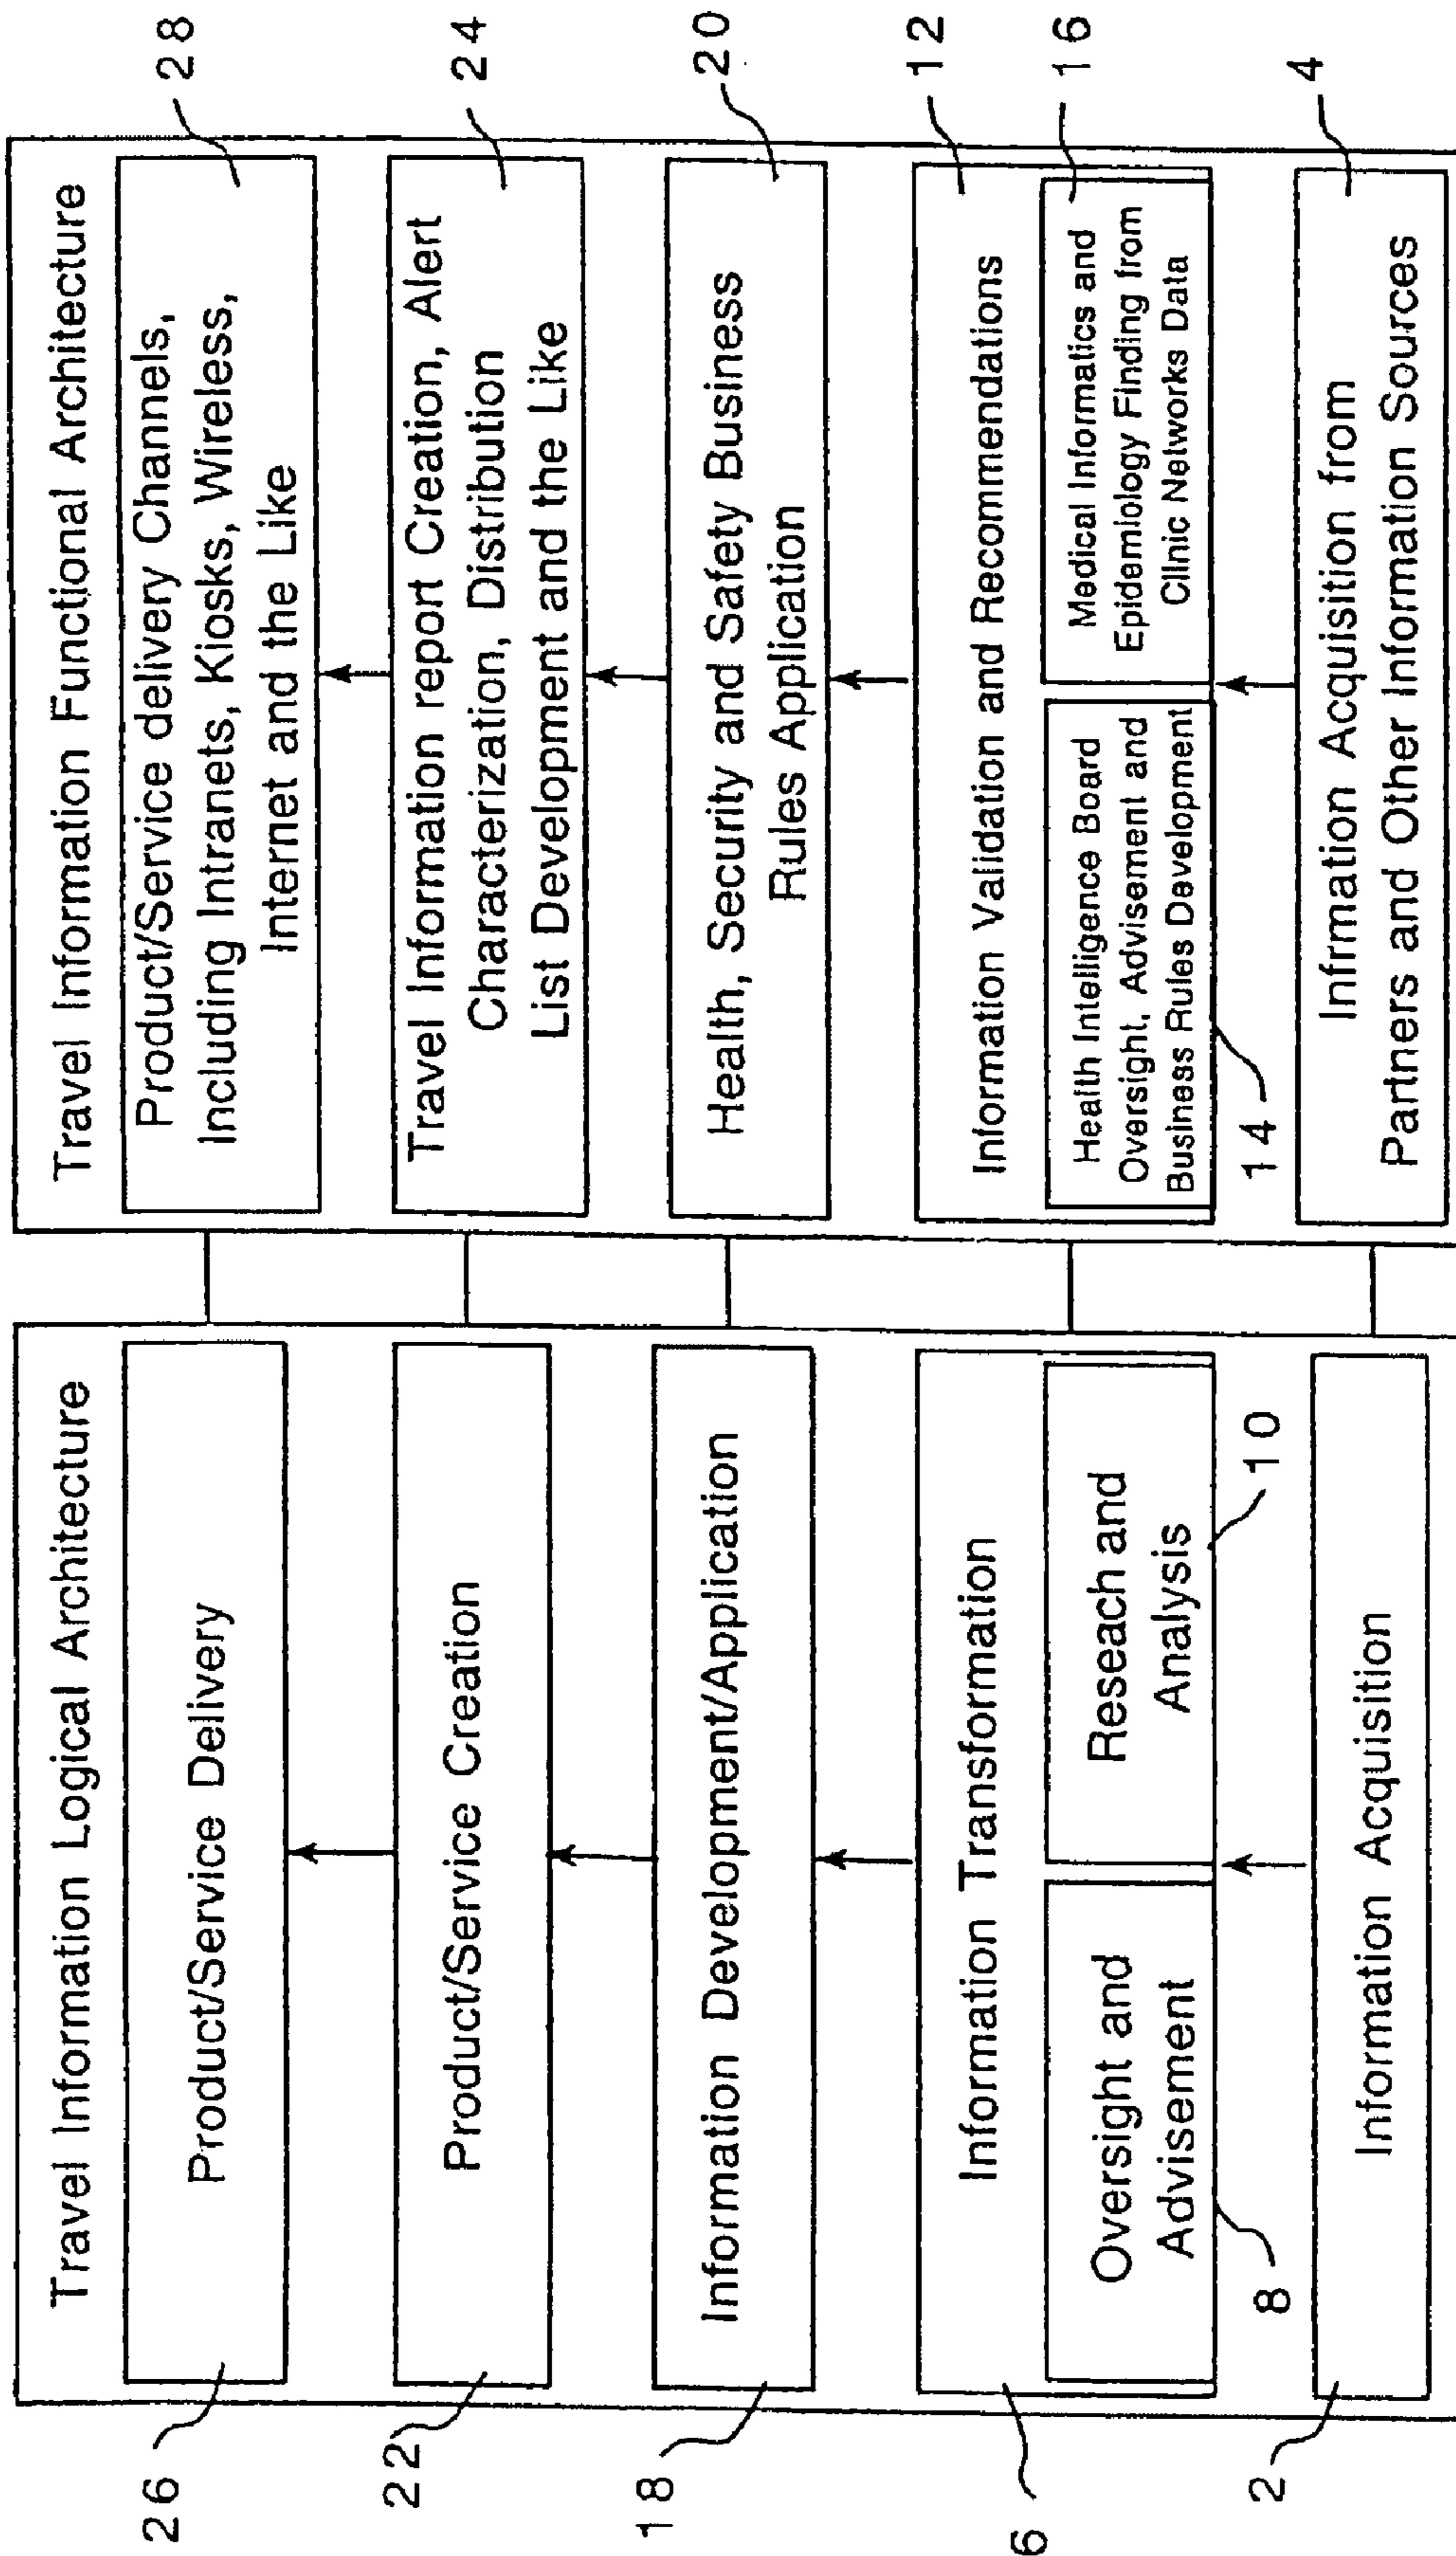 Travel Information Logical Architecture
26
Product/Service Delivery
22
Product/Service Creation
18
Information Development/Application
6
Information Transformation
Oversight and
Advisement
8
Reseach and
Analysis
10
2
Information Acquisition
Travel Information Functional Architecture
Product/Service delivery Channels,
Including Intranets, Kiosks, Wireless,
Internet and the Like
28
Travel Information report Creation, Alert
Characterization, Distribution
List Development and the Like
24
Health, Security and Safety Business
Rules Application
20
Information Validation and Recommendations
12
Health Intelligence Board
Oversight, Advisement and
Business Rules Development
14
Medical Informatics and
Epidemiology Finding from
Clinic Networks Data
16
Infrmation Acquisition from
Partners and Other Information Sources
4